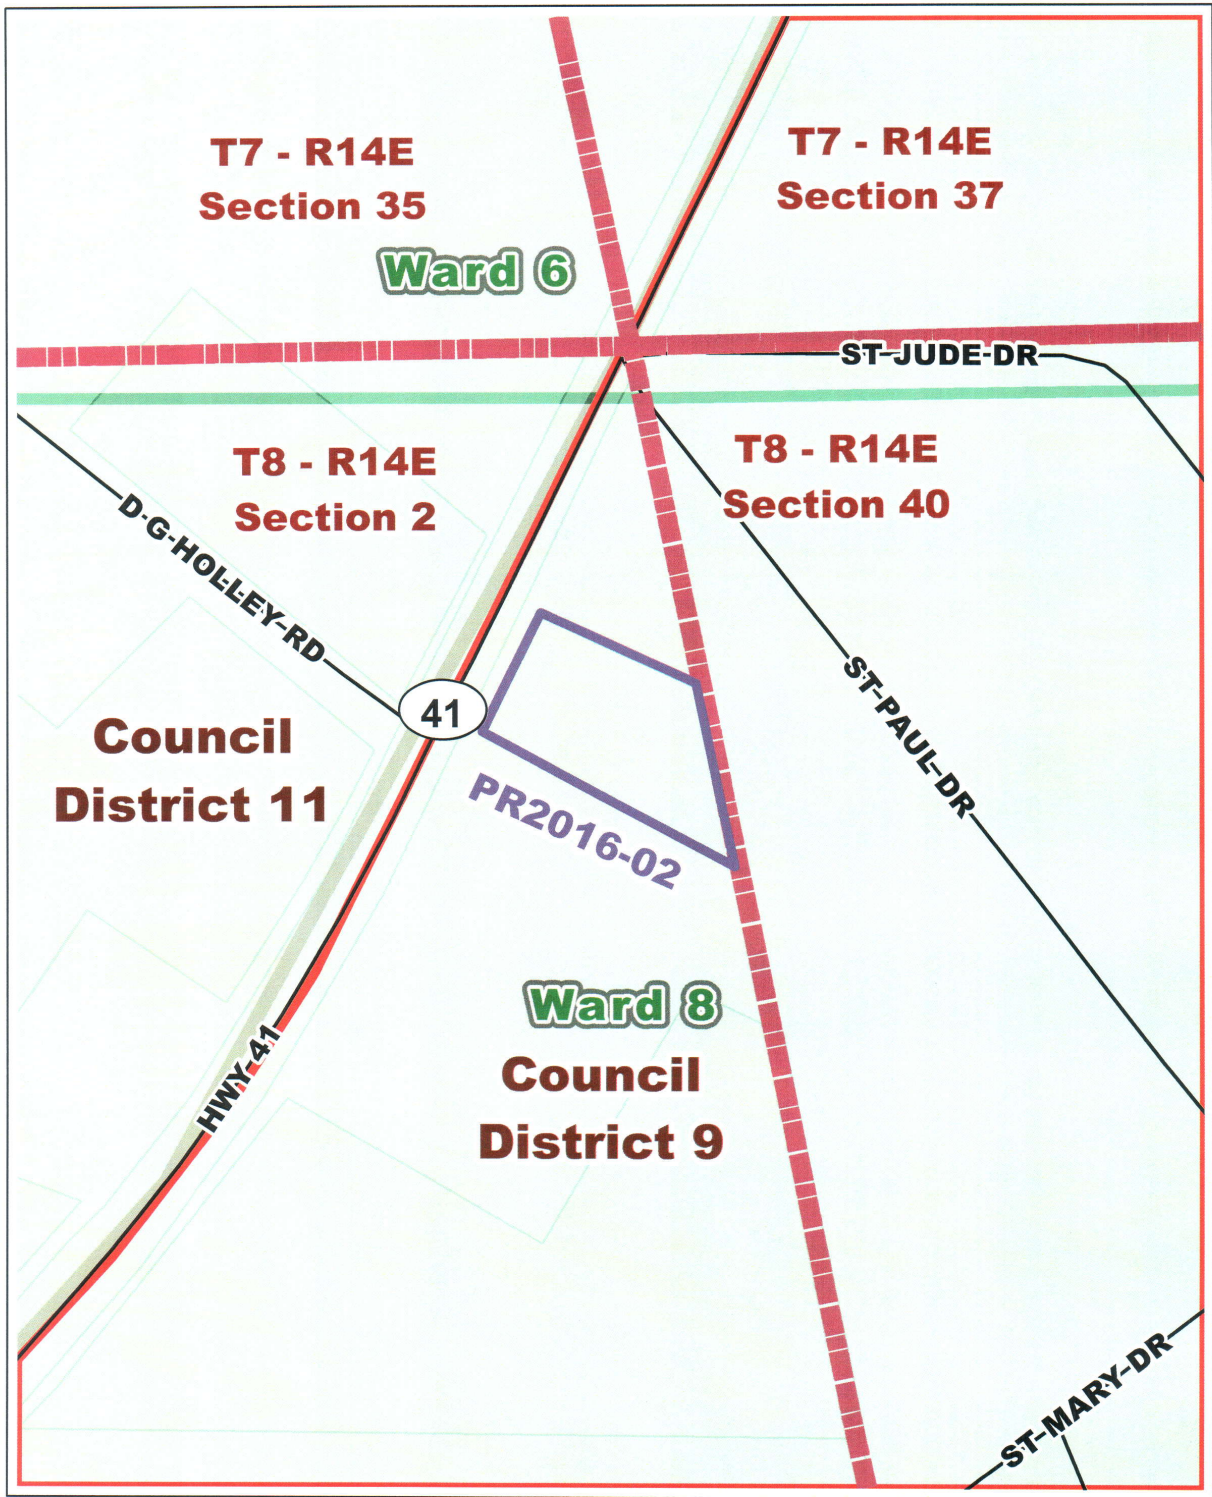 T7 - R14E
Section 35
T7 - R14E
Section 37
Ward 6
ST JUDE DR
T8 - R14E
Section 2
T8 - R14E
Section 40
D G HOLLEY RD
41
ST PAUL DR
Council
District 11
PR2016-02
Ward 8
Council
District 9
HWY 41
ST MARY DR